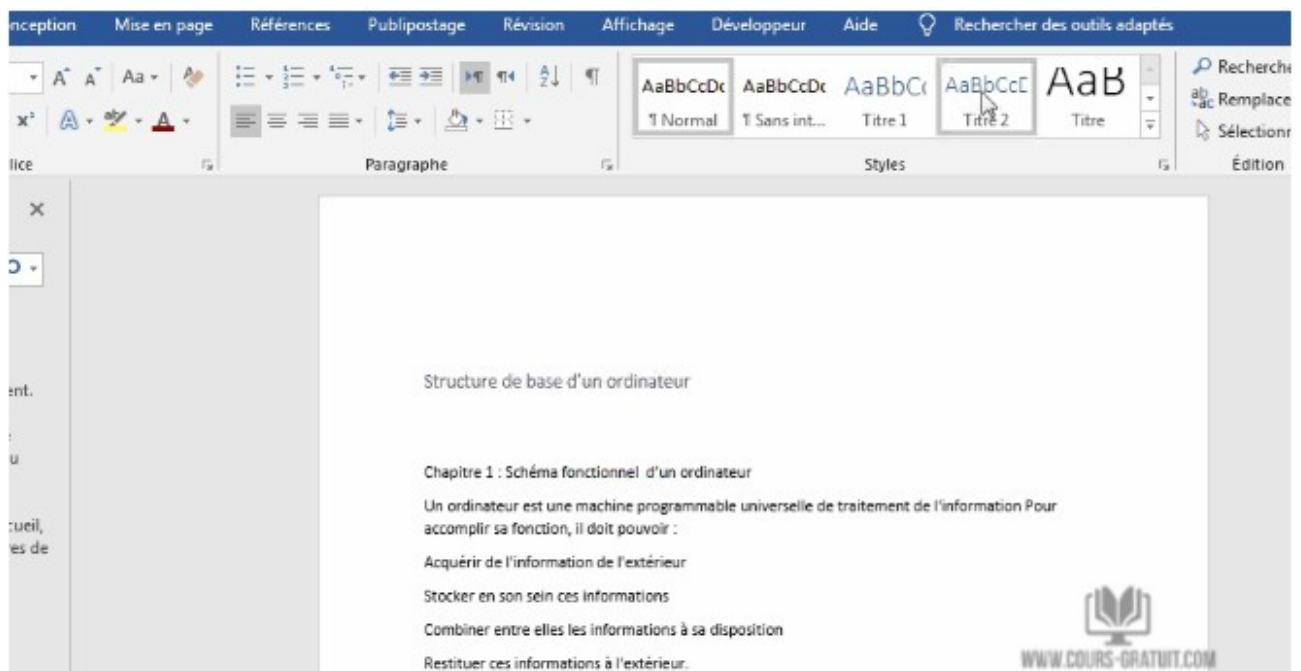 nception Mise en page Références Publipostage Révision Affichage Développeur Aide Rechercher des outils adaptés
Aa
AaBbCcDc AaBbCcDc AaBbCc AaBbCcD AaB
¶ Normal ¶ Sans int... Titre 1 Titre 2 Titre
Recherche
Remplace
Sélectionn
lice Paragraphe Styles Édition
ent.
u
cueil,
res de
Structure de base d'un ordinateur
Chapitre 1 : Schéma fonctionnel d'un ordinateur
Un ordinateur est une machine programmable universelle de traitement de l'information Pour
accomplir sa fonction, il doit pouvoir :
Acquérir de l'information de l'extérieur
Stocker en son sein ces informations
Combiner entre elles les informations à sa disposition
Restituer ces informations à l'extérieur.
WWW.COURS-GRATUIT.COM